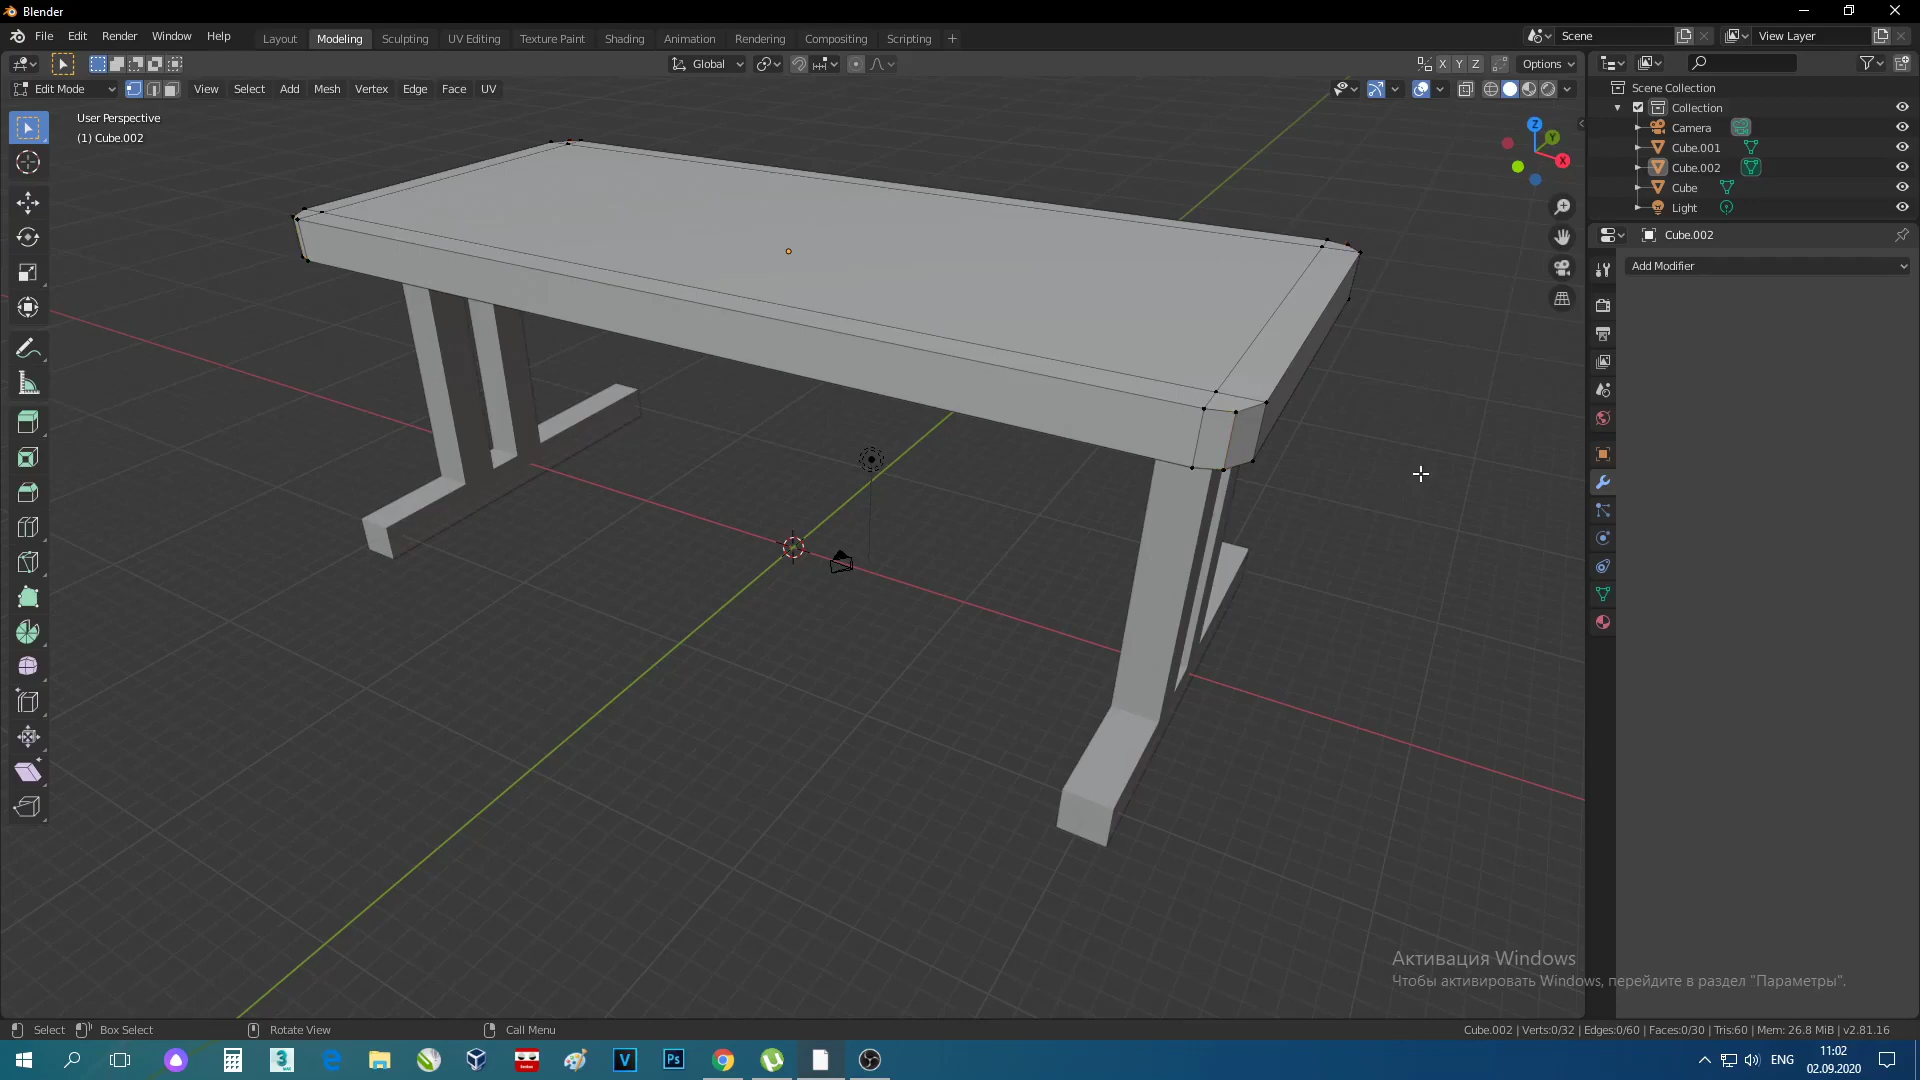 Blender
File Edit Render Window Help
Layout Modeling Sculpting UV Editing Texture Paint Shading Animation Rendering Compositing Scripting
Scene View Layer
Global
X Y Z Options
Edit Mode View Select Add Mesh Vertex Edge Face UV
User Perspective
(1) Cube.002
Z
Y
X
Scene Collection
Collection
Camera
Cube.001
Cube.002
Cube
Light
Cube.002
Add Modifier
Активация Windows
Чтобы активировать Windows, перейдите в раздел "Параметры".
Select Box Select Rotate View Call Menu
Cube.002 | Verts:0/32 | Edges:0/60 | Faces:0/30 | Tris:60 | Mem: 26.8 MiB | v2.81.16
3
V
Ps
ENG
11:02
02.09.2020